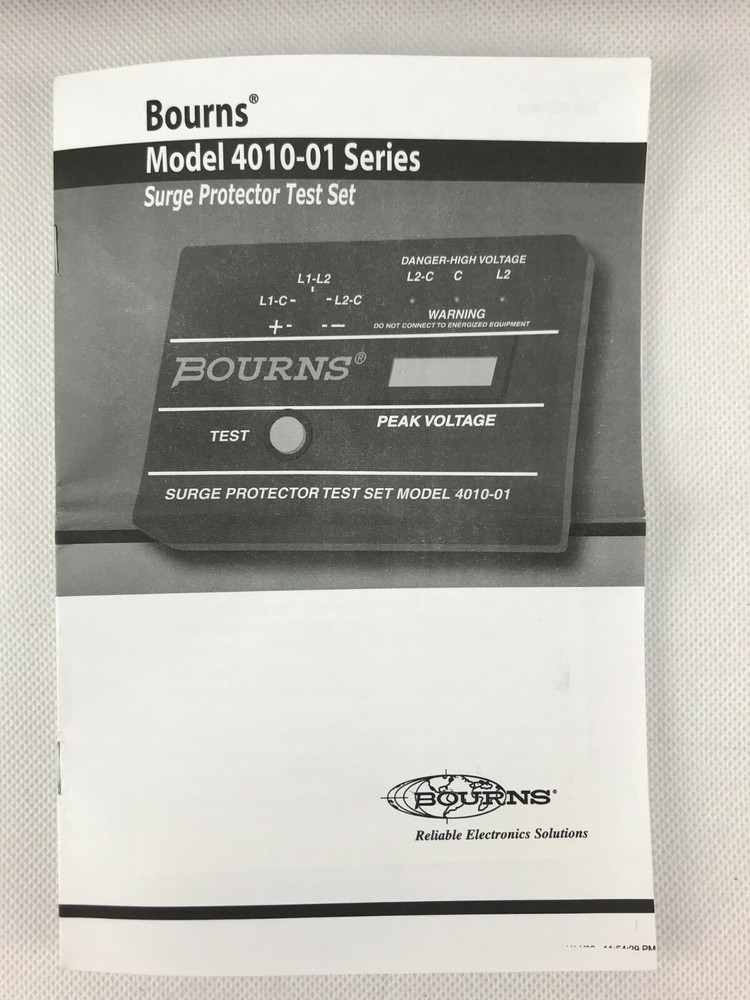 Bourns®
Model 4010-01 Series
Surge Protector Test Set
DANGER-HIGH VOLTAGE
L2-C C L2
L1-L2
L1-C- -L2-C
+- --
WARNING
DO NOT CONNECT TO ENERGIZED EQUIPMENT
BOURNS®
PEAK VOLTAGE
TEST
SURGE PROTECTOR TEST SET MODEL 4010-01
BOURNS®
Reliable Electronics Solutions
PM